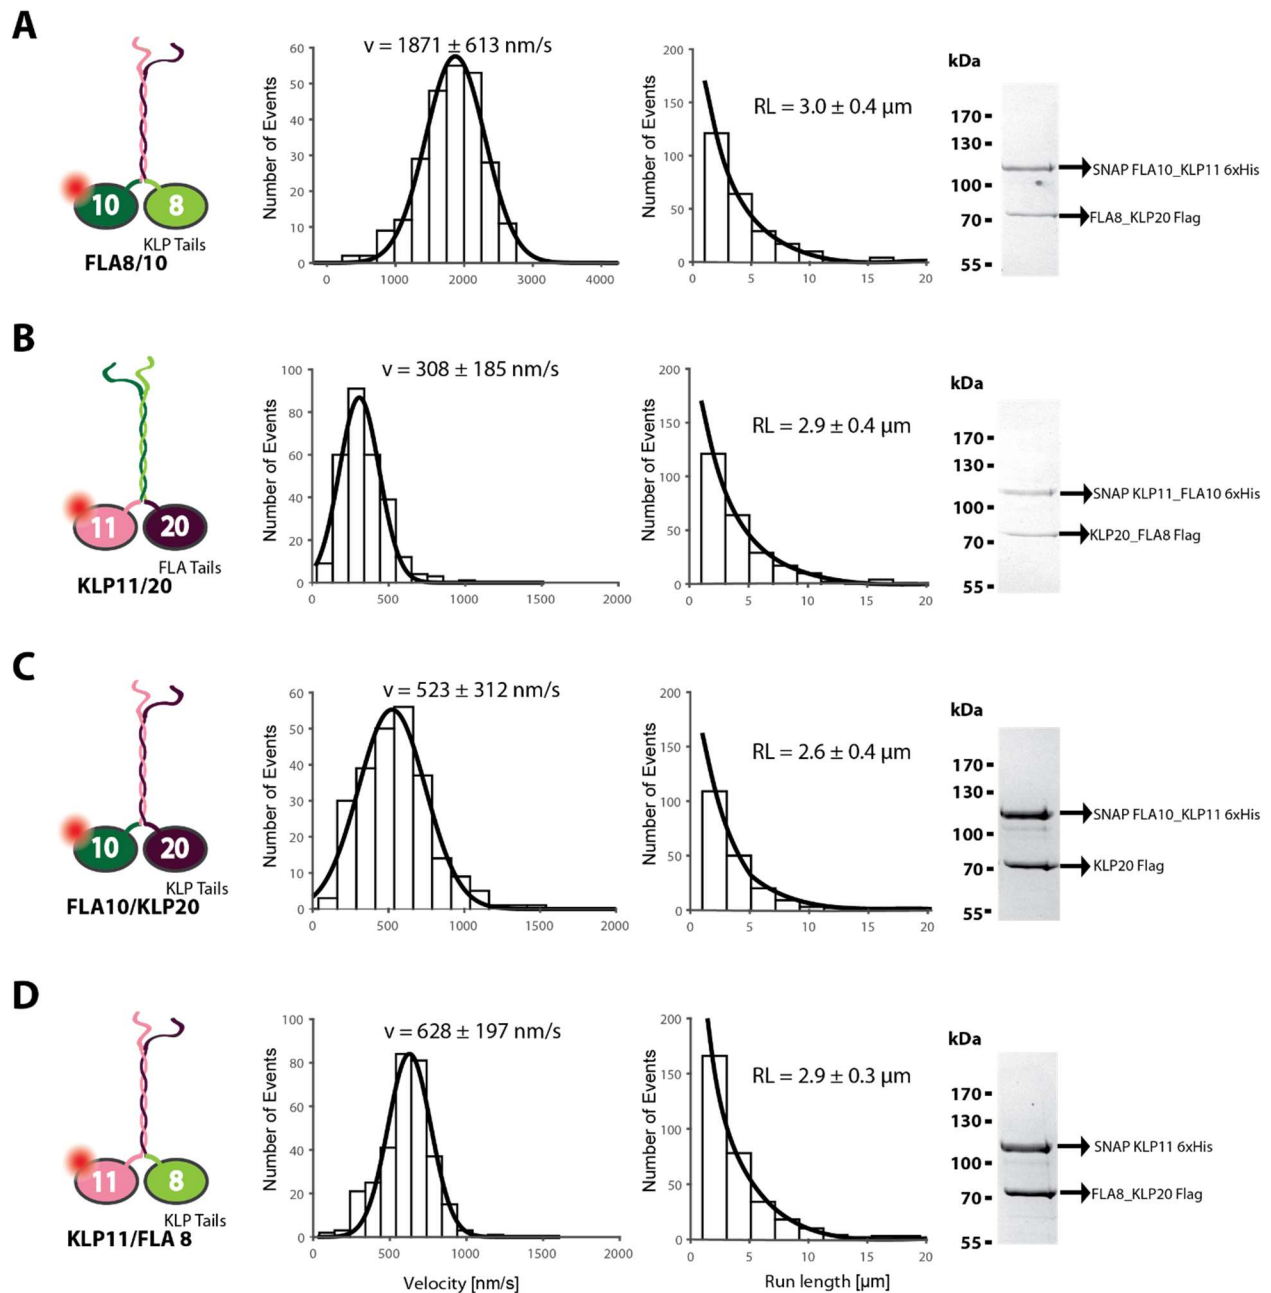 A
10
8
KLP Tails
FLA8/10
v = 1871 ± 613 nm/s
Number of Events
60
50
40
30
20
10
0
0
1000
2000
3000
4000
RL = 3.0 ± 0.4 µm
Number of Events
200
150
100
50
0
0
5
10
15
20
kDa
170
130
100
70
55
SNAP FLA10_KLP11 6xHis
FLA8_KLP20 Flag
B
11
20
FLA Tails
KLP11/20
v = 308 ± 185 nm/s
Number of Events
100
80
60
40
20
0
0
500
1000
1500
2000
RL = 2.9 ± 0.4 µm
Number of Events
200
150
100
50
0
0
5
10
15
20
kDa
170
130
100
70
55
SNAP KLP11_FLA10 6xHis
KLP20_FLA8 Flag
C
10
20
KLP Tails
FLA10/KLP20
v = 523 ± 312 nm/s
Number of Events
60
50
40
30
20
10
0
0
500
1000
1500
2000
RL = 2.6 ± 0.4 µm
Number of Events
200
150
100
50
0
0
5
10
15
20
kDa
170
130
100
70
55
SNAP FLA10_KLP11 6xHis
KLP20 Flag
D
11
8
KLP Tails
KLP11/FLA 8
v = 628 ± 197 nm/s
Number of Events
100
80
60
40
20
0
0
500
1000
1500
2000
Velocity [nm/s]
RL = 2.9 ± 0.3 µm
Number of Events
200
150
100
50
0
0
5
10
15
20
Run length [µm]
kDa
170
130
100
70
55
SNAP KLP11 6xHis
FLA8_KLP20 Flag